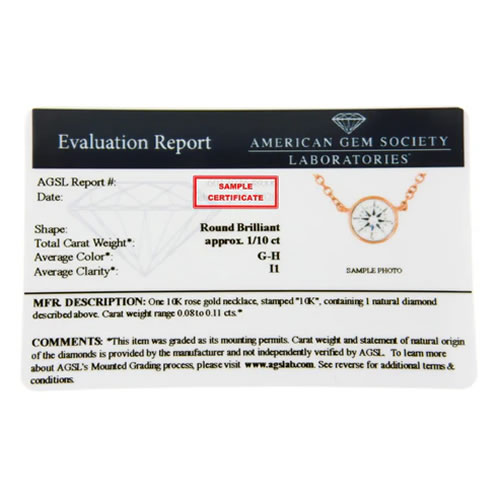 Evaluation Report
AMERICAN GEM SOCIETY
LABORATORIES®
AGSL Report #:
Date:
SAMPLE
CERTIFICATE
Shape: Round Brilliant
Total Carat Weight*: approx. 1/10 ct
Average Color*: G-H
Average Clarity*: I1
SAMPLE PHOTO
MFR. DESCRIPTION: One 10K rose gold necklace, stamped "10K", containing 1 natural diamond
described above. Carat weight range 0.08 to 0.11 cts.*
COMMENTS: *This item was graded as its mounting permits. Carat weight and statement of natural origin
of the diamonds is provided by the manufacturer and not independently verified by AGSL. To learn more
about AGSL's Mounted Grading process, please visit www.agslab.com. See reverse for additional terms &
conditions.